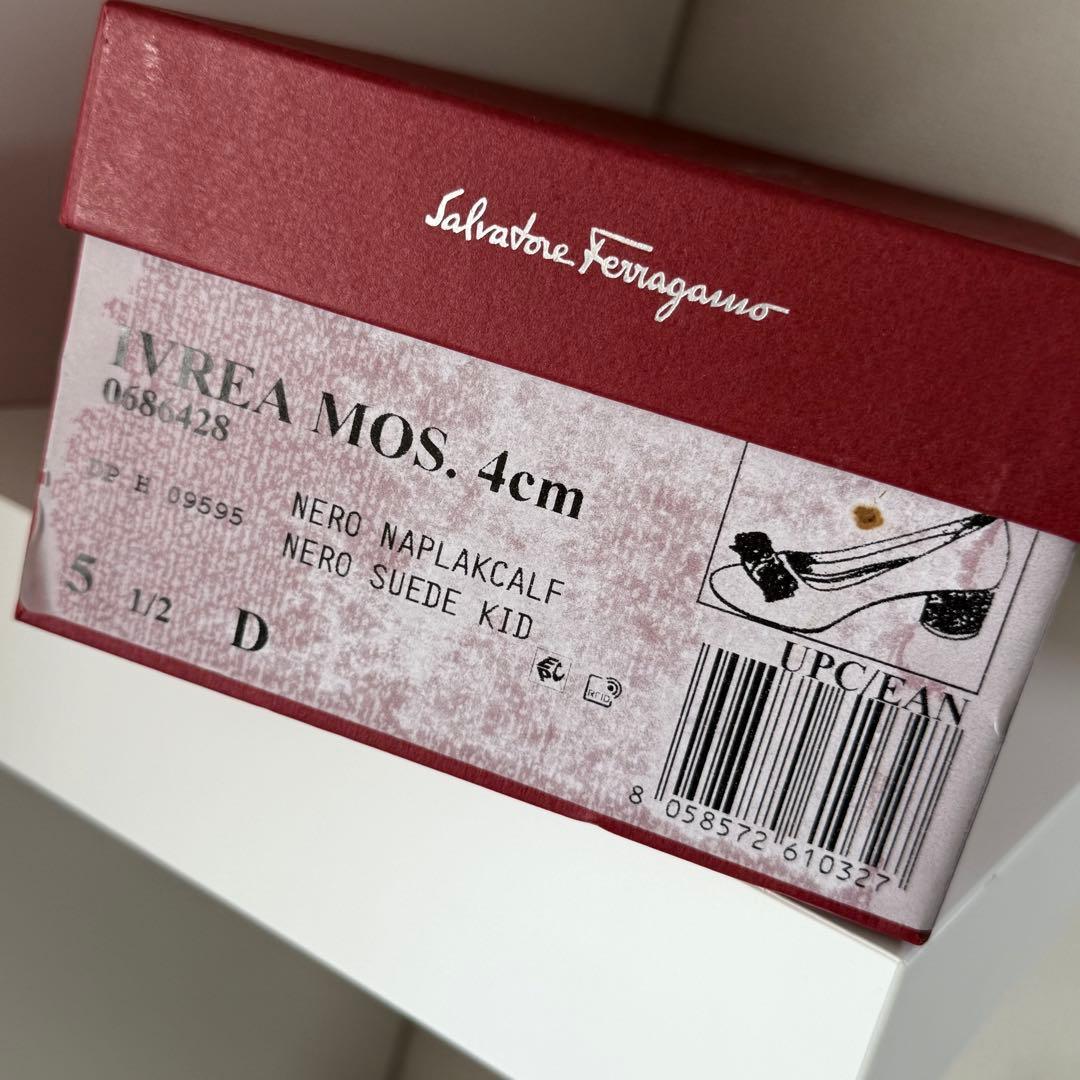 Salvatore Ferragamo
IVREA MOS. 4cm
0686428
DP H 09595
NERO NAPLAKCALF
NERO SUEDE KID
5 1/2 D
RFID
UPC/EAN
8 058572 610327